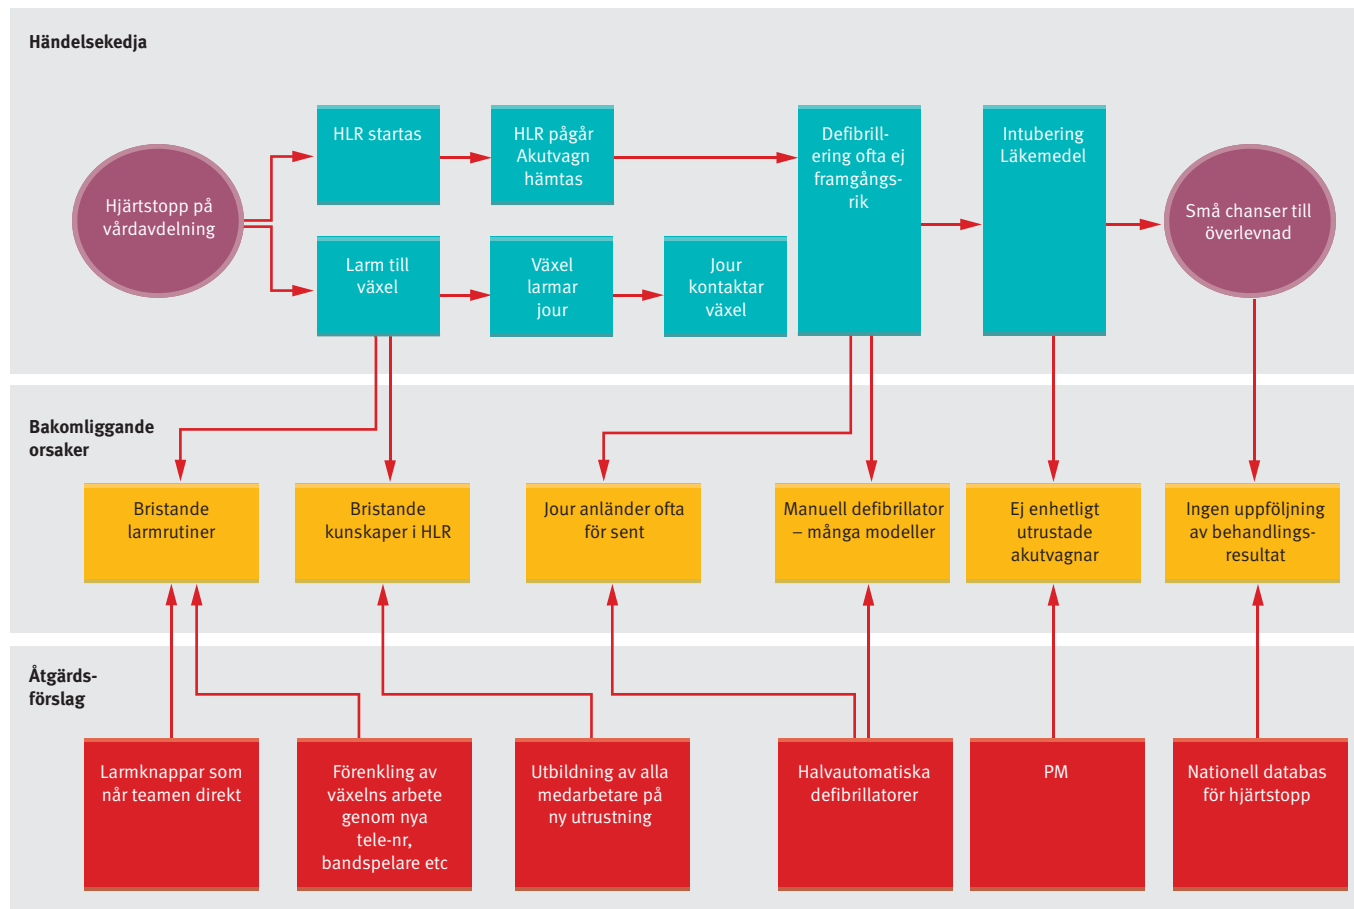 Händelsekedja
Hjärtstopp på
vårdavdelning
HLR startas
HLR pågår
Akutvagn
hämtas
Larm till
växel
Växel
larmar
jour
Jour
kontaktar
växel
Defibrill-
ering ofta ej
framgångs-
rik
Intubering
Läkemedel
Små chanser till
överlevnad
Bakomliggande
orsaker
Bristande
larmrutiner
Bristande
kunskaper i HLR
Jour anländer ofta
för sent
Manuell defibrillator
– många modeller
Ej enhetligt
utrustade
akutvagnar
Ingen uppföljning
av behandlings-
resultat
Åtgärds-
förslag
Larmknappar som
når teamen direkt
Förenkling av
växelns arbete
genom nya
tele-nr,
bandspelare etc
Utbildning av alla
medarbetare på
ny utrustning
Halvautomatiska
defibrillatorer
PM
Nationell databas
för hjärtstopp